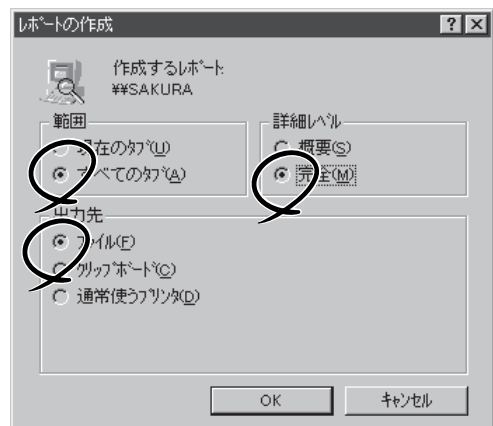 ﾚﾎﾟｰﾄの作成
作成するﾚﾎﾟｰﾄ:
¥¥SAKURA
範囲
現在のﾀﾌﾞ(U)
すべてのﾀﾌﾞ(A)
詳細ﾚﾍﾞﾙ
概要(S)
完全(M)
出力先
ﾌｧｲﾙ(F)
ｸﾘｯﾌﾟﾎﾞｰﾄﾞ(C)
通常使うﾌﾟﾘﾝﾀ(D)
OK
ｷｬﾝｾﾙ